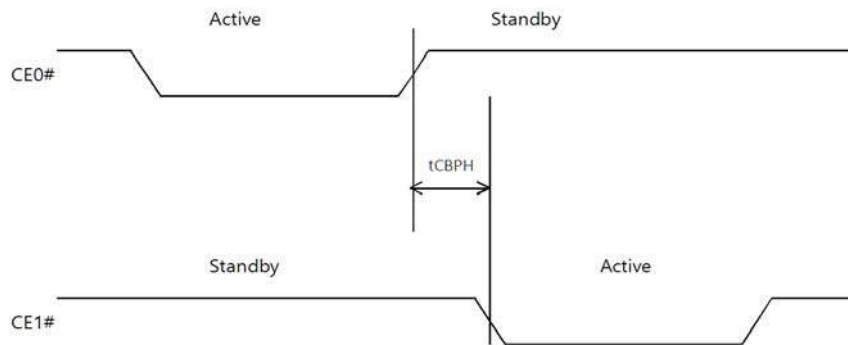 Active Standby
CE0#
tCBPH
Standby Active
CE1#